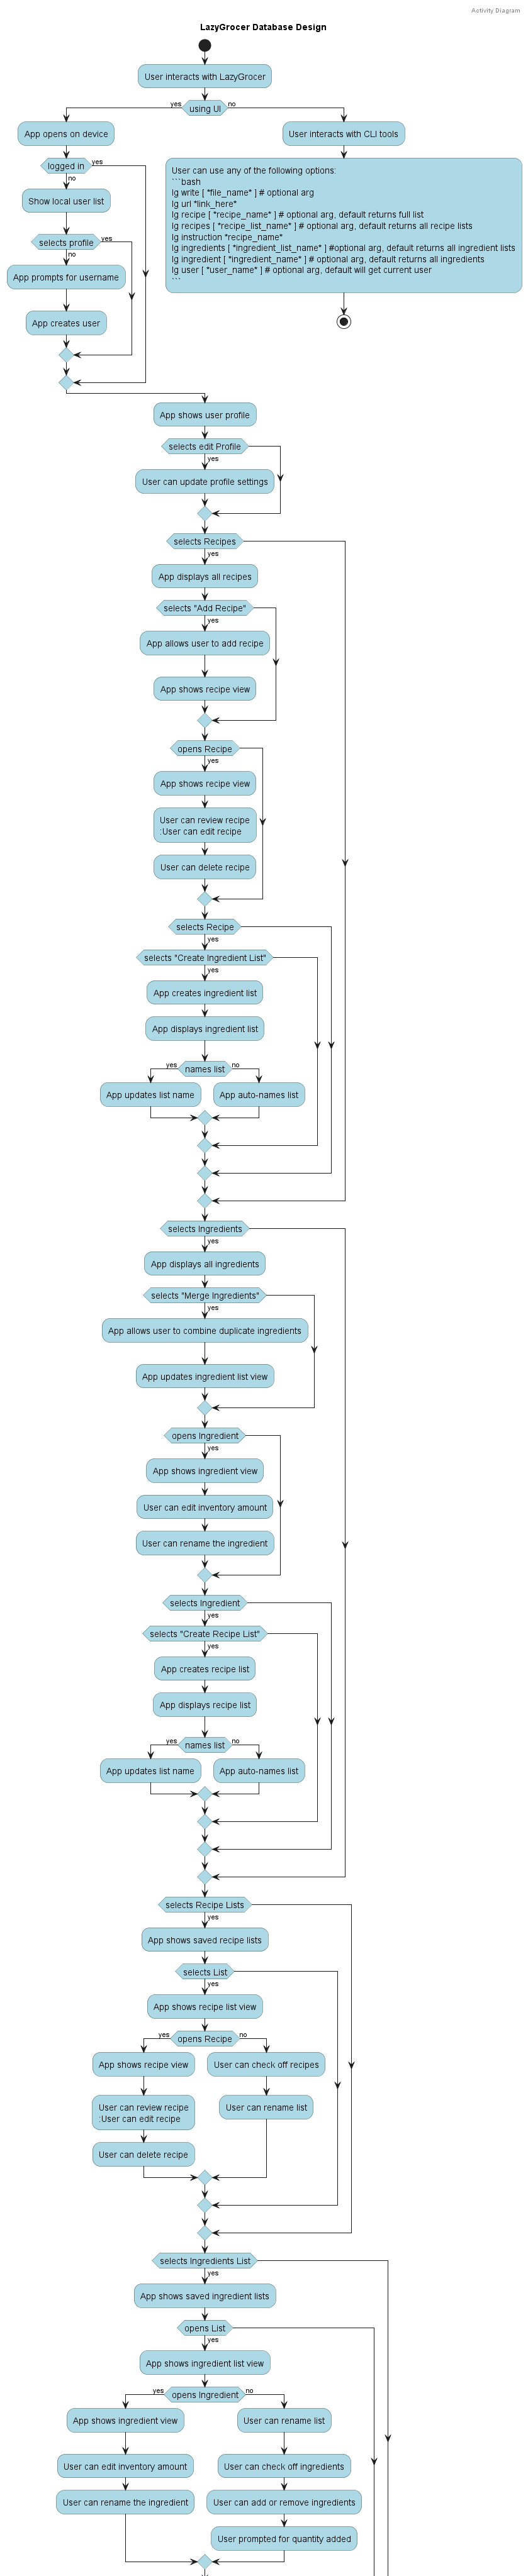 Activity Diagram
LazyGrocer Database Design
User interacts with LazyGrocer
yes
using UI
no
App opens on device
User interacts with CLI tools
logged in
yes
no
Show local user list
selects profile
yes
no
App prompts for username
App creates user
User can use any of the following options:
```bash
lg write [ *file_name* ] # optional arg
lg url *link_here*
lg recipe [ *recipe_name* ] # optional arg, default returns full list
lg recipes [ *recipe_list_name* ] # optional arg, default returns all recipe lists
lg instruction *recipe_name*
lg ingredients [ *ingredient_list_name* ] #optional arg, default returns all ingredient lists
lg ingredient [ *ingredient_name* ] # optional arg, default returns all ingredients
lg user [ *user_name* ] # optional arg, default will get current user
```
App shows user profile
selects edit Profile
yes
User can update profile settings
selects Recipes
yes
App displays all recipes
selects "Add Recipe"
yes
App allows user to add recipe
App shows recipe view
opens Recipe
yes
App shows recipe view
User can review recipe
:User can edit recipe
User can delete recipe
selects Recipe
yes
selects "Create Ingredient List"
yes
App creates ingredient list
App displays ingredient list
yes
names list
no
App updates list name
App auto-names list
selects Ingredients
yes
App displays all ingredients
selects "Merge Ingredients"
yes
App allows user to combine duplicate ingredients
App updates ingredient list view
opens Ingredient
yes
App shows ingredient view
User can edit inventory amount
User can rename the ingredient
selects Ingredient
yes
selects "Create Recipe List"
yes
App creates recipe list
App displays recipe list
yes
names list
no
App updates list name
App auto-names list
selects Recipe Lists
yes
App shows saved recipe lists
selects List
yes
App shows recipe list view
yes
opens Recipe
no
App shows recipe view
User can check off recipes
User can review recipe
:User can edit recipe
User can rename list
User can delete recipe
selects Ingredients List
yes
App shows saved ingredient lists
opens List
yes
App shows ingredient list view
yes
opens Ingredient
no
App shows ingredient view
User can rename list
User can edit inventory amount
User can check off ingredients
User can rename the ingredient
User can add or remove ingredients
User prompted for quantity added